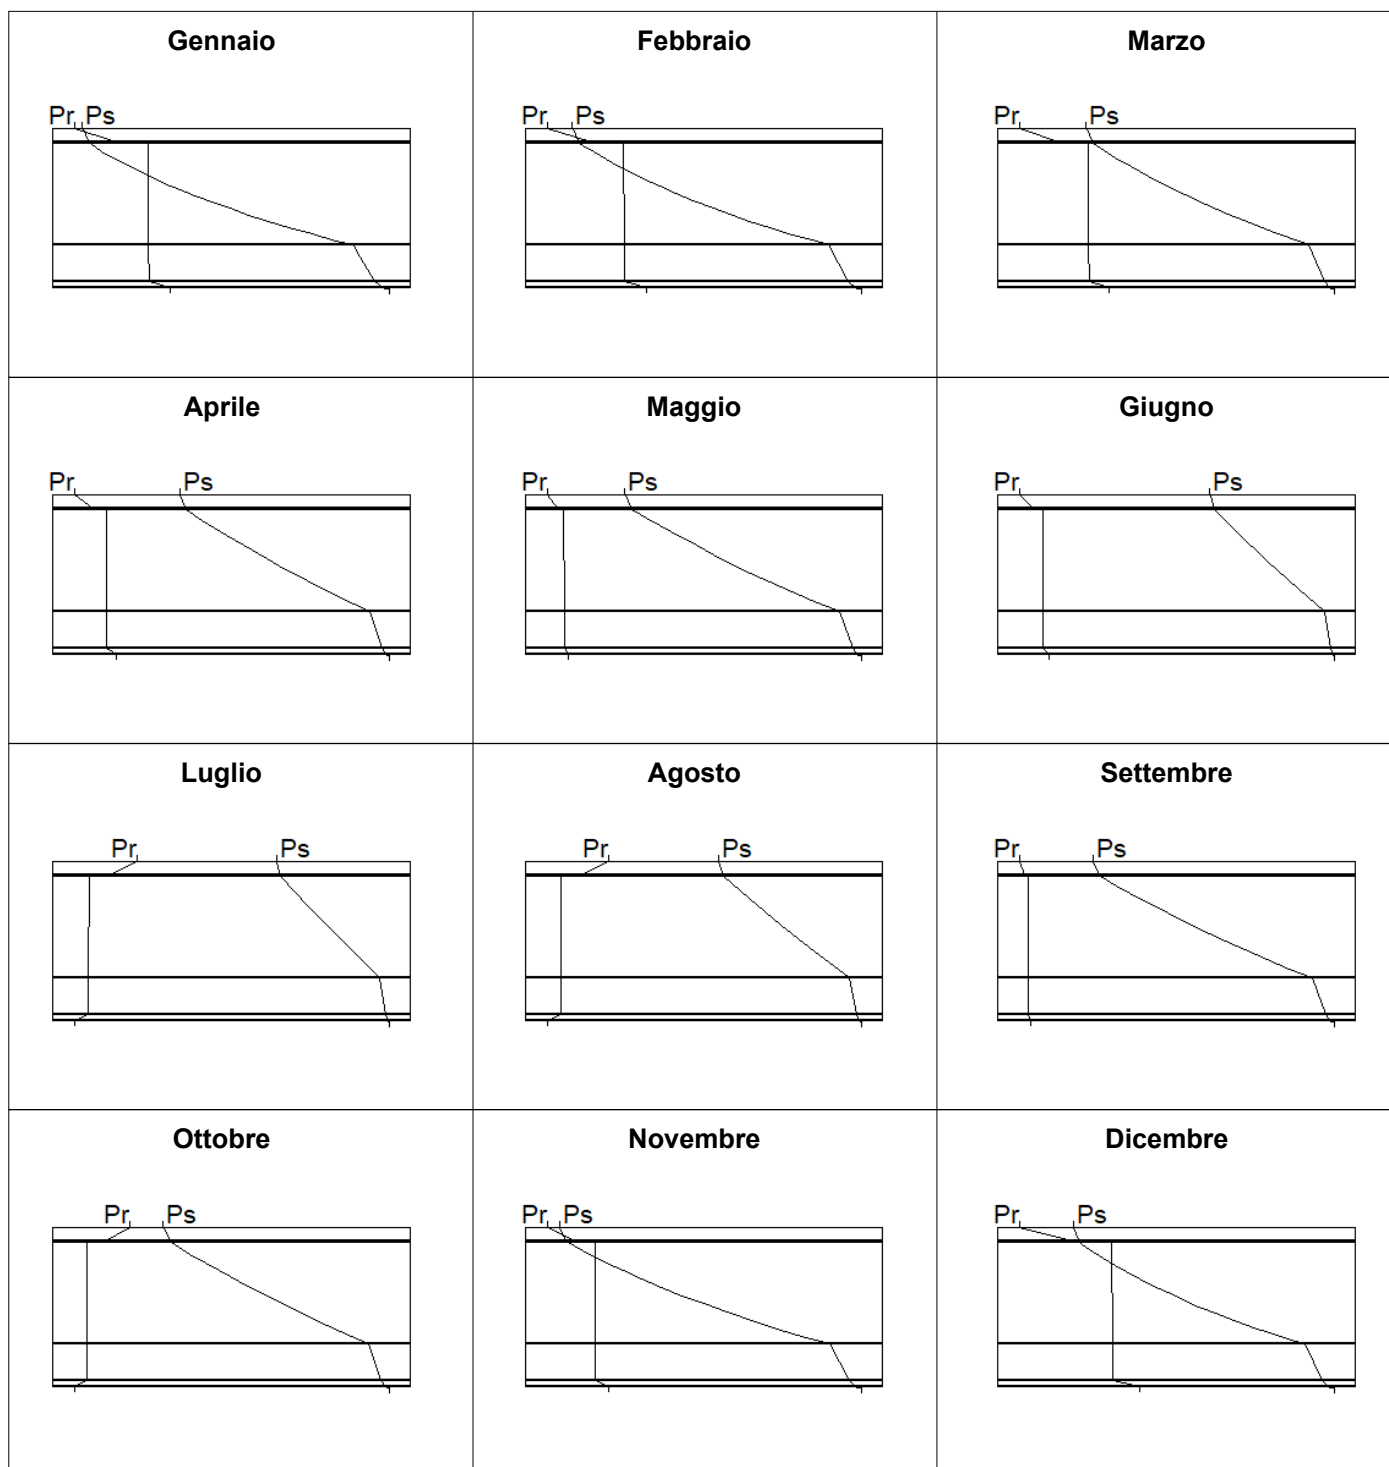 Gennaio Febbraio Marzo
Pr Ps Pr Ps Pr Ps
Aprile Maggio Giugno
Pr Ps Pr Ps Pr Ps
Luglio Agosto Settembre
Pr Ps Pr Ps Pr Ps
Ottobre Novembre Dicembre
Pr Ps Pr Ps Pr Ps